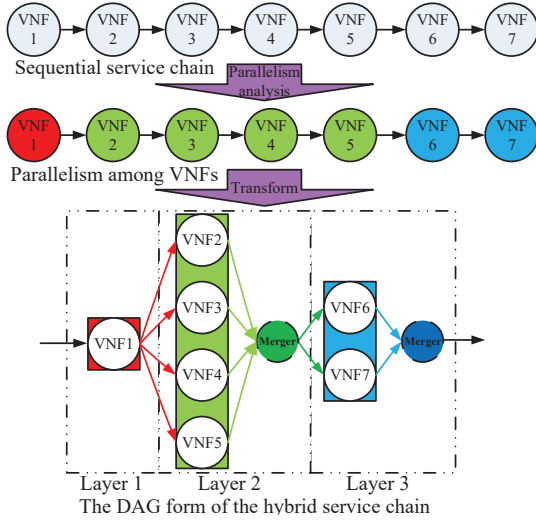 VNF 1 VNF 2 VNF 3 VNF 4 VNF 5 VNF 6 VNF 7
Sequential service chain
Parallelism
analysis
VNF 1 VNF 2 VNF 3 VNF 4 VNF 5 VNF 6 VNF 7
Parallelism among VNFs
Transform
VNF2
VNF3 VNF6
VNF1 Merger Merger
VNF4 VNF7
VNF5
Layer 1 Layer 2 Layer 3
The DAG form of the hybrid service chain